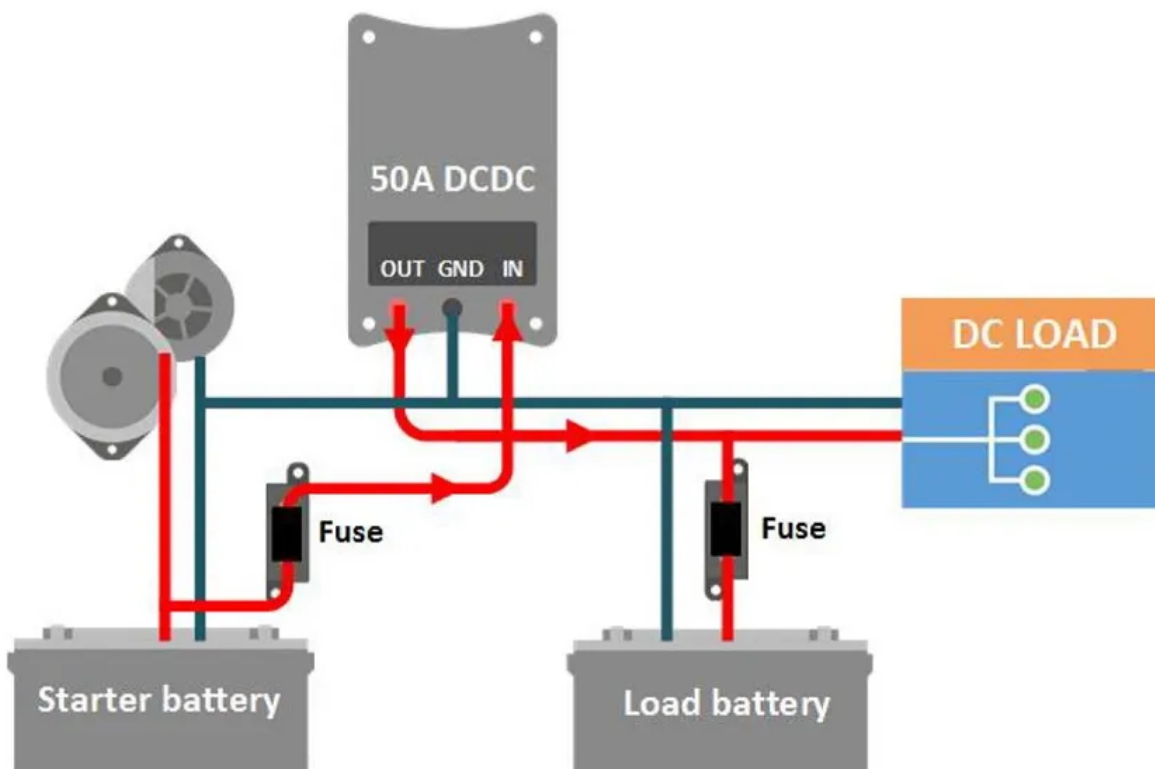 50A DCDC
OUT GND IN
DC LOAD
Fuse
Fuse
Starter battery
Load battery